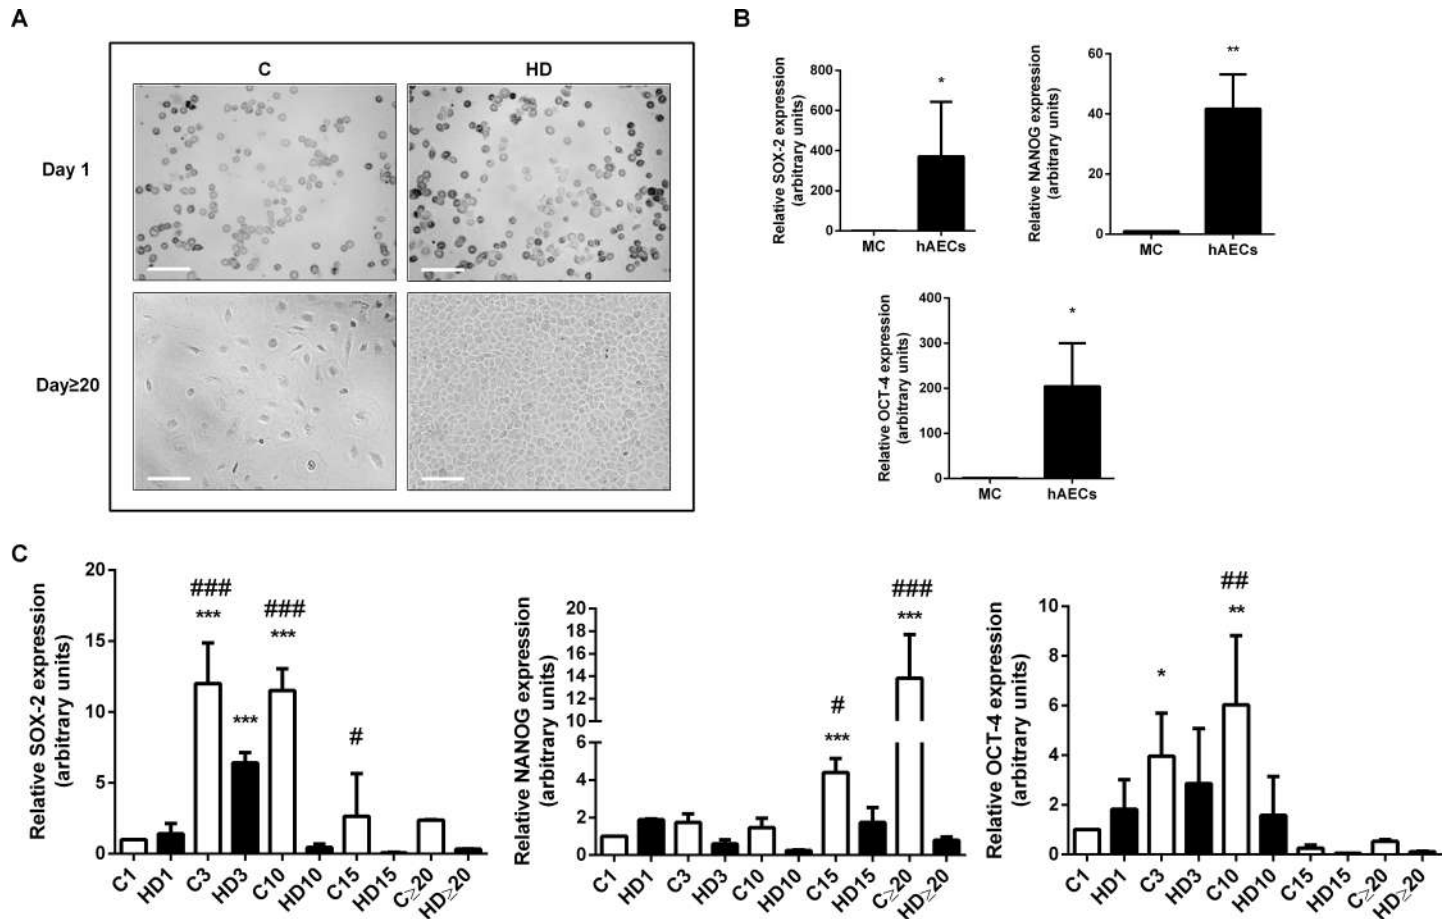 A
C HD
Day 1
Day≥20
B
Relative SOX-2 expression
(arbitrary units)
800
600
400
200
0
*
MC hAECs
Relative NANOG expression
(arbitrary units)
60
40
20
0
**
MC hAECs
Relative OCT-4 expression
(arbitrary units)
400
300
200
100
0
*
MC hAECs
C
Relative SOX-2 expression
(arbitrary units)
20
15
10
5
0
###
***
***
###
***
#
C1 HD1 C3 HD3 C10 HD10 C15 HD15 C≥20 HD≥20
Relative NANOG expression
(arbitrary units)
20
18
16
14
12
10
6
4
2
0
#
***
###
***
C1 HD1 C3 HD3 C10 HD10 C15 HD15 C≥20 HD≥20
Relative OCT-4 expression
(arbitrary units)
10
8
6
4
2
0
*
##
**
C1 HD1 C3 HD3 C10 HD10 C15 HD15 C≥20 HD≥20